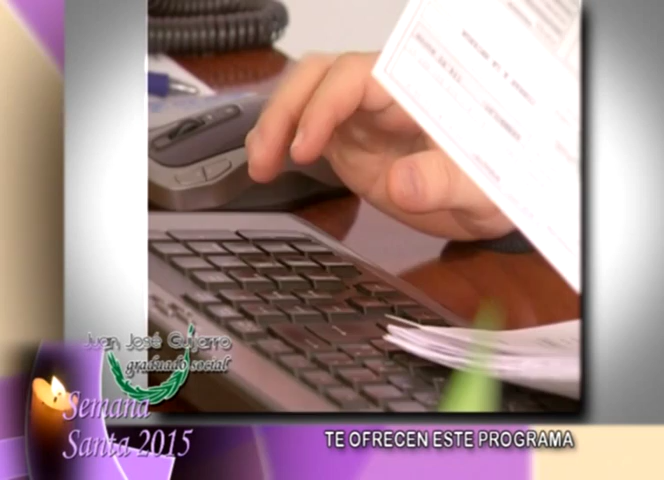 Juan José Guijarro
graduado social
Semana
Santa 2015
TE OFRECEN ESTE PROGRAMA